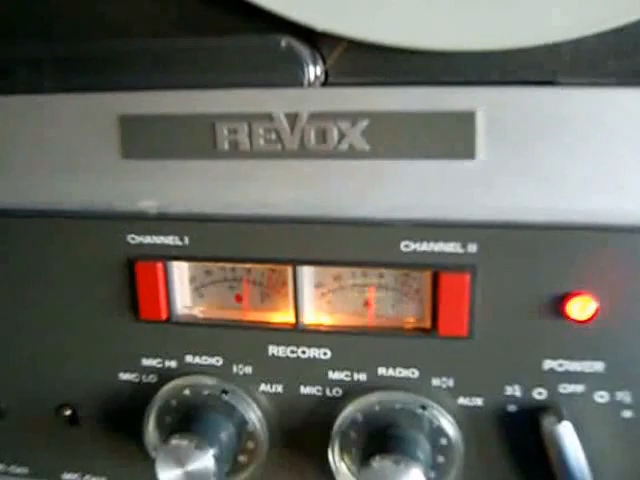 REVOX
CHANNEL I CHANNEL II
RECORD
MIC HI RADIO MIC HI RADIO
MIC LO AUX MIC LO AUX
POWER
OFF